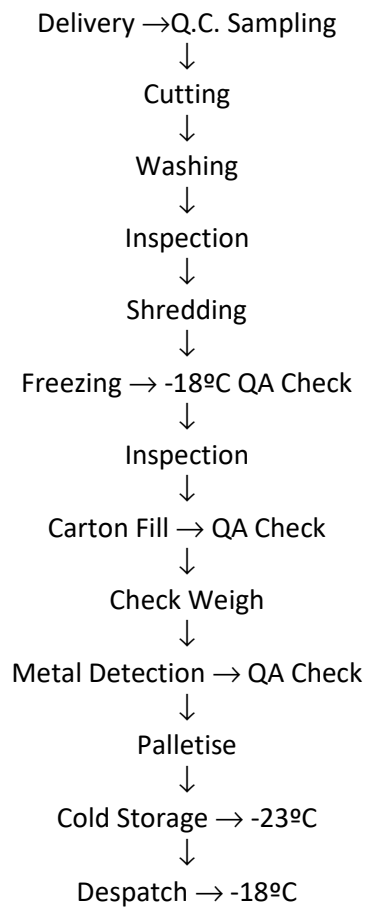 Delivery →Q.C. Sampling
↓
Cutting
↓
Washing
↓
Inspection
↓
Shredding
↓
Freezing → -18ºC QA Check
↓
Inspection
↓
Carton Fill → QA Check
↓
Check Weigh
↓
Metal Detection → QA Check
↓
Palletise
↓
Cold Storage → -23ºC
↓
Despatch → -18ºC